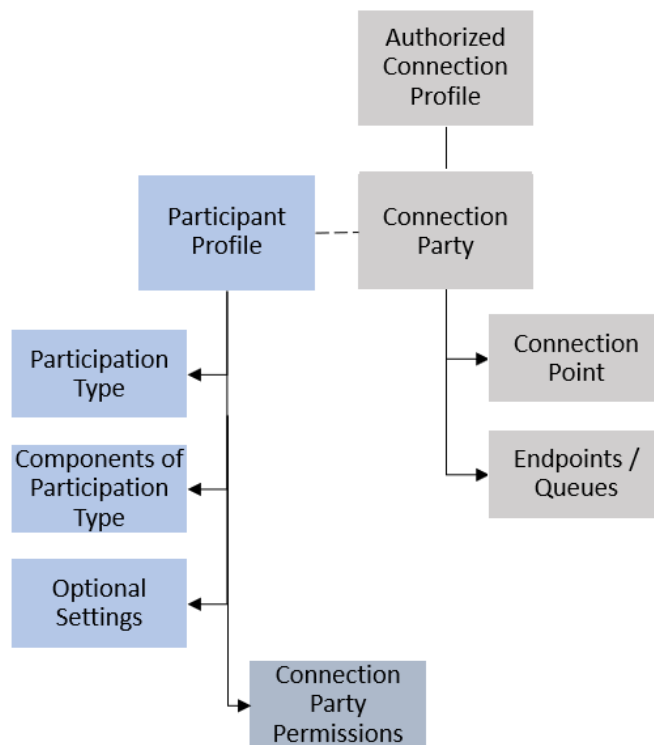 Authorized
Connection
Profile
Participant
Profile
Connection
Party
Participation
Type
Connection
Point
Components of
Participation
Type
Endpoints /
Queues
Optional
Settings
Connection
Party
Permissions